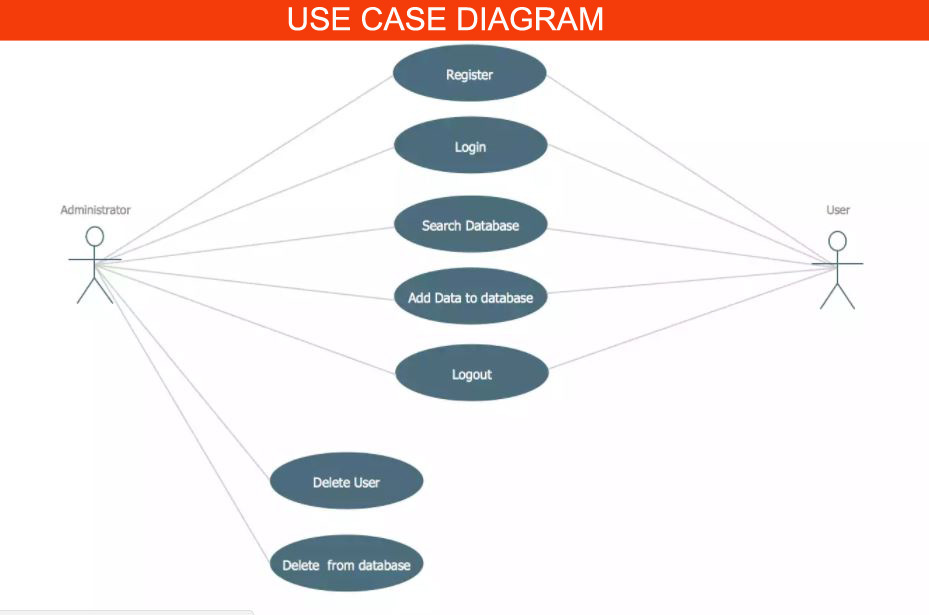 USE CASE DIAGRAM
Register
Login
Administrator
User
Search Database
Add Data to database
Logout
Delete User
Delete from database